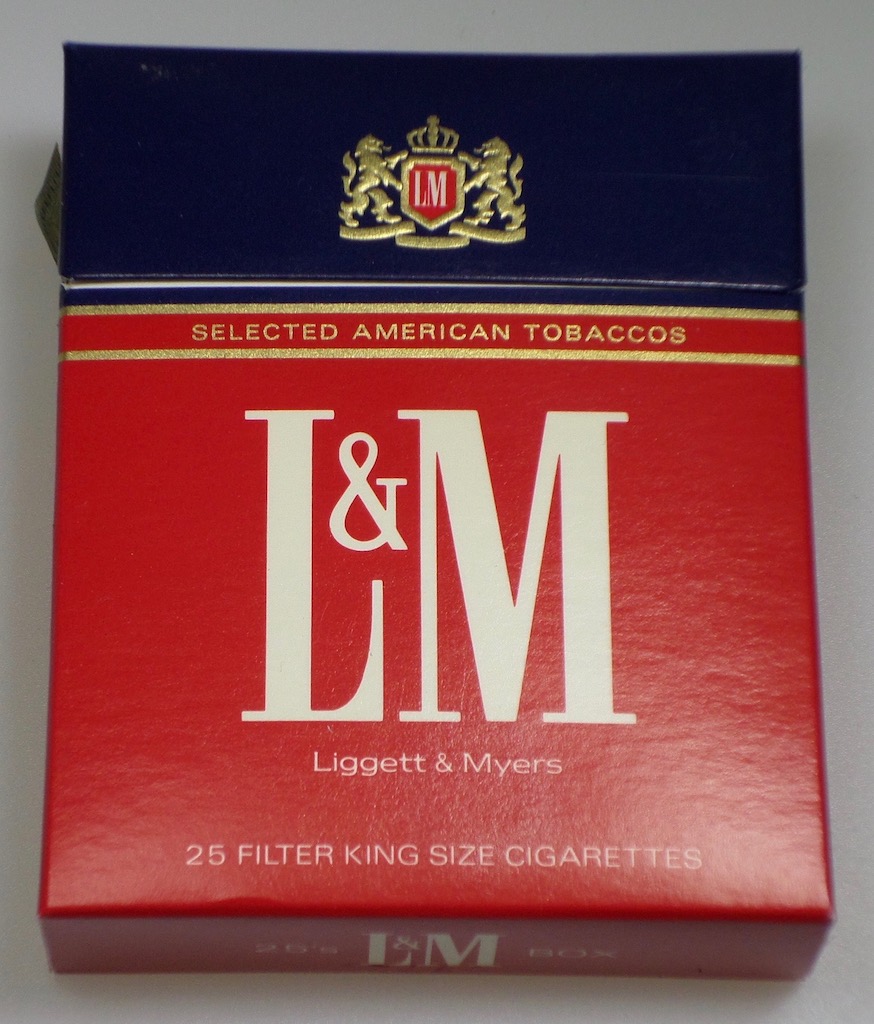 LM
SELECTED AMERICAN TOBACCOS
L&M
Liggett & Myers
25 FILTER KING SIZE CIGARETTES
25's L&M BOX